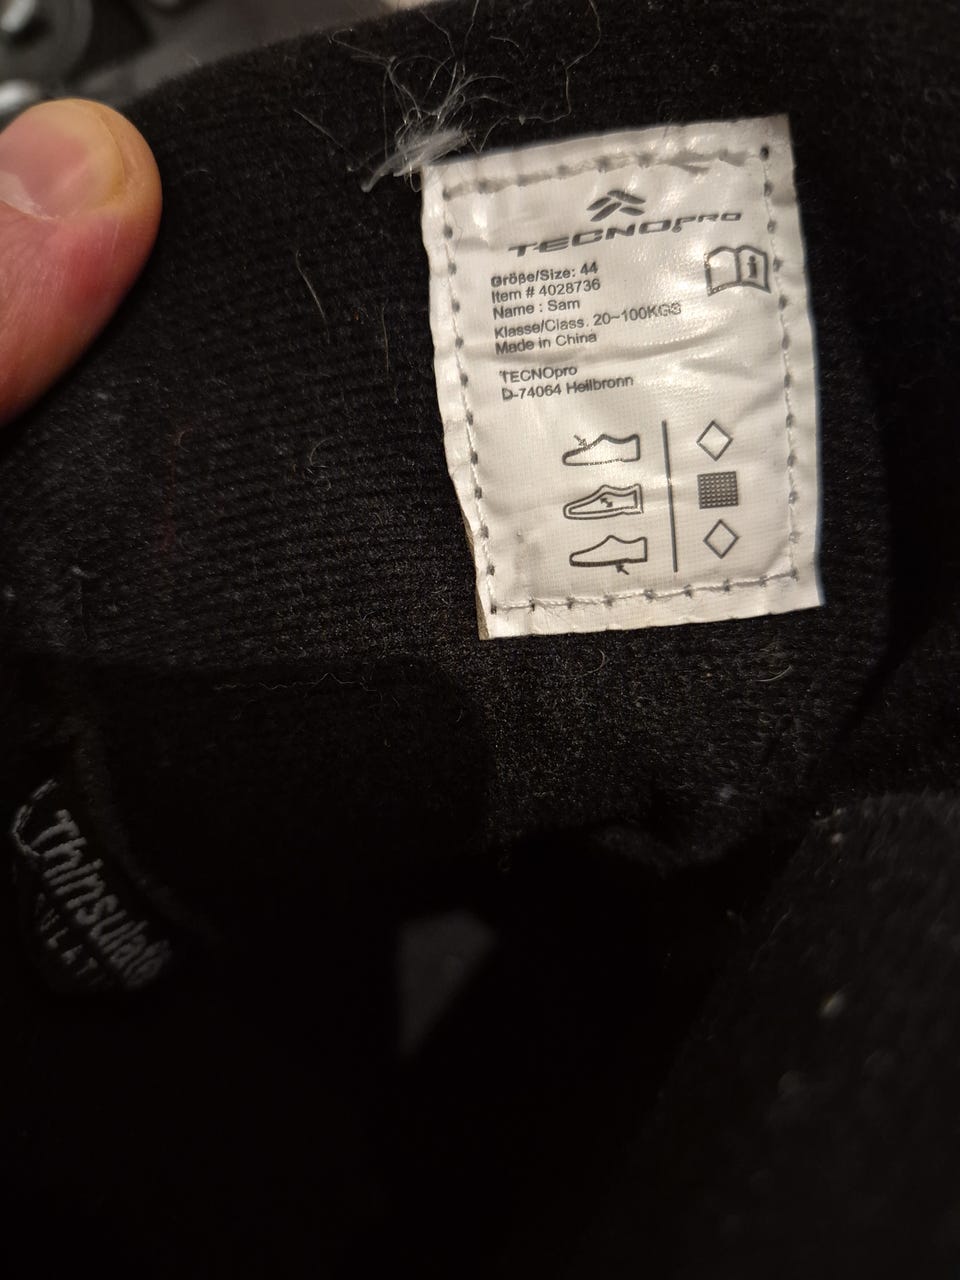 TECNOPRO
Größe/Size: 44
Item # 4028736
Name : Sam
Klasse/Class. 20~100KGS
Made in China
TECNOpro
D-74064 Heilbronn
Thinsulate